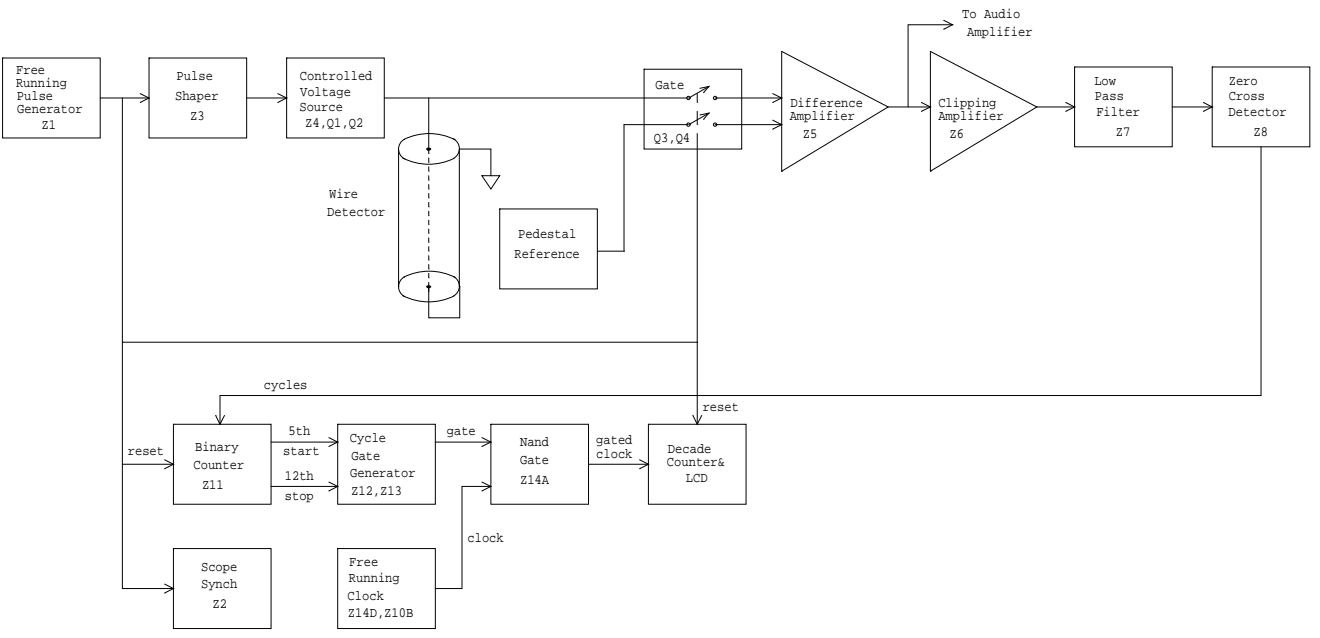 To Audio
Amplifier
Free
Running
Pulse
Generator
Z1
Pulse
Shaper
Z3
Controlled
Voltage
Source
Z4,Q1,Q2
Gate
Q3,Q4
Difference
Amplifier
Z5
Clipping
Amplifier
Z6
Low
Pass
Filter
Z7
Zero
Cross
Detector
Z8
Wire
Detector
Pedestal
Reference
cycles
reset
reset
Binary
Counter
Z11
5th
start
12th
stop
Cycle
Gate
Generator
Z12,Z13
gate
Nand
Gate
Z14A
gated
clock
Decade
Counter&
LCD
clock
Scope
Synch
Z2
Free
Running
Clock
Z14D,Z10B